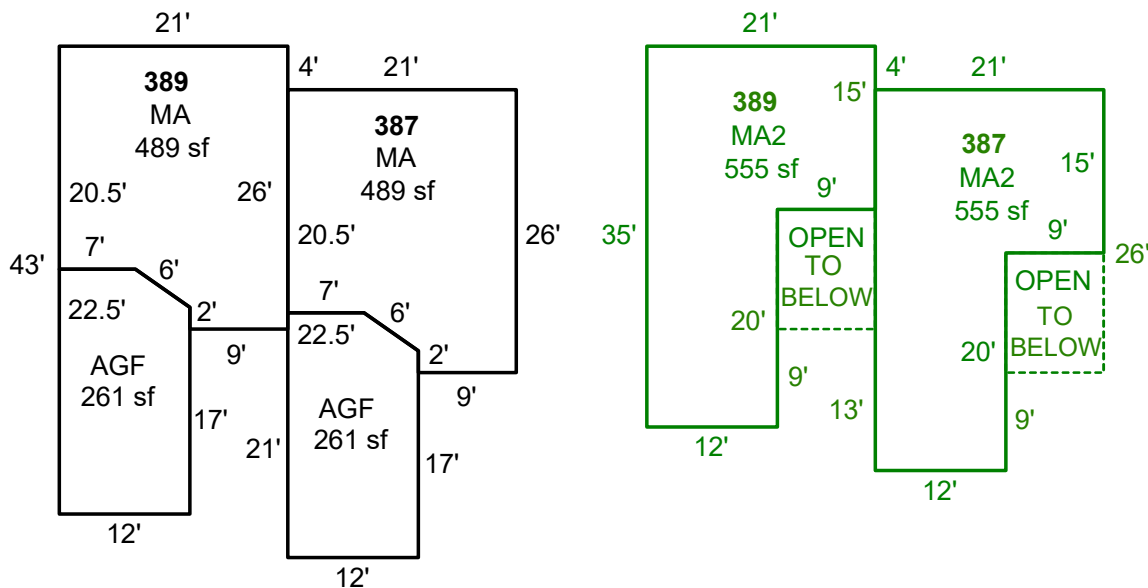 21'
389
MA
489 sf
4'
21'
387
MA
489 sf
20.5'
26'
20.5'
26'
43'
7'
6'
22.5'
2'
9'
7'
6'
22.5'
2'
9'
AGF
261 sf
17'
21'
AGF
261 sf
17'
12'
12'
21'
389
MA2
555 sf
15'
4'
21'
387
MA2
555 sf
15'
35'
9'
OPEN
TO
BELOW
20'
9'
26'
OPEN
TO
BELOW
20'
9'
13'
9'
12'
12'